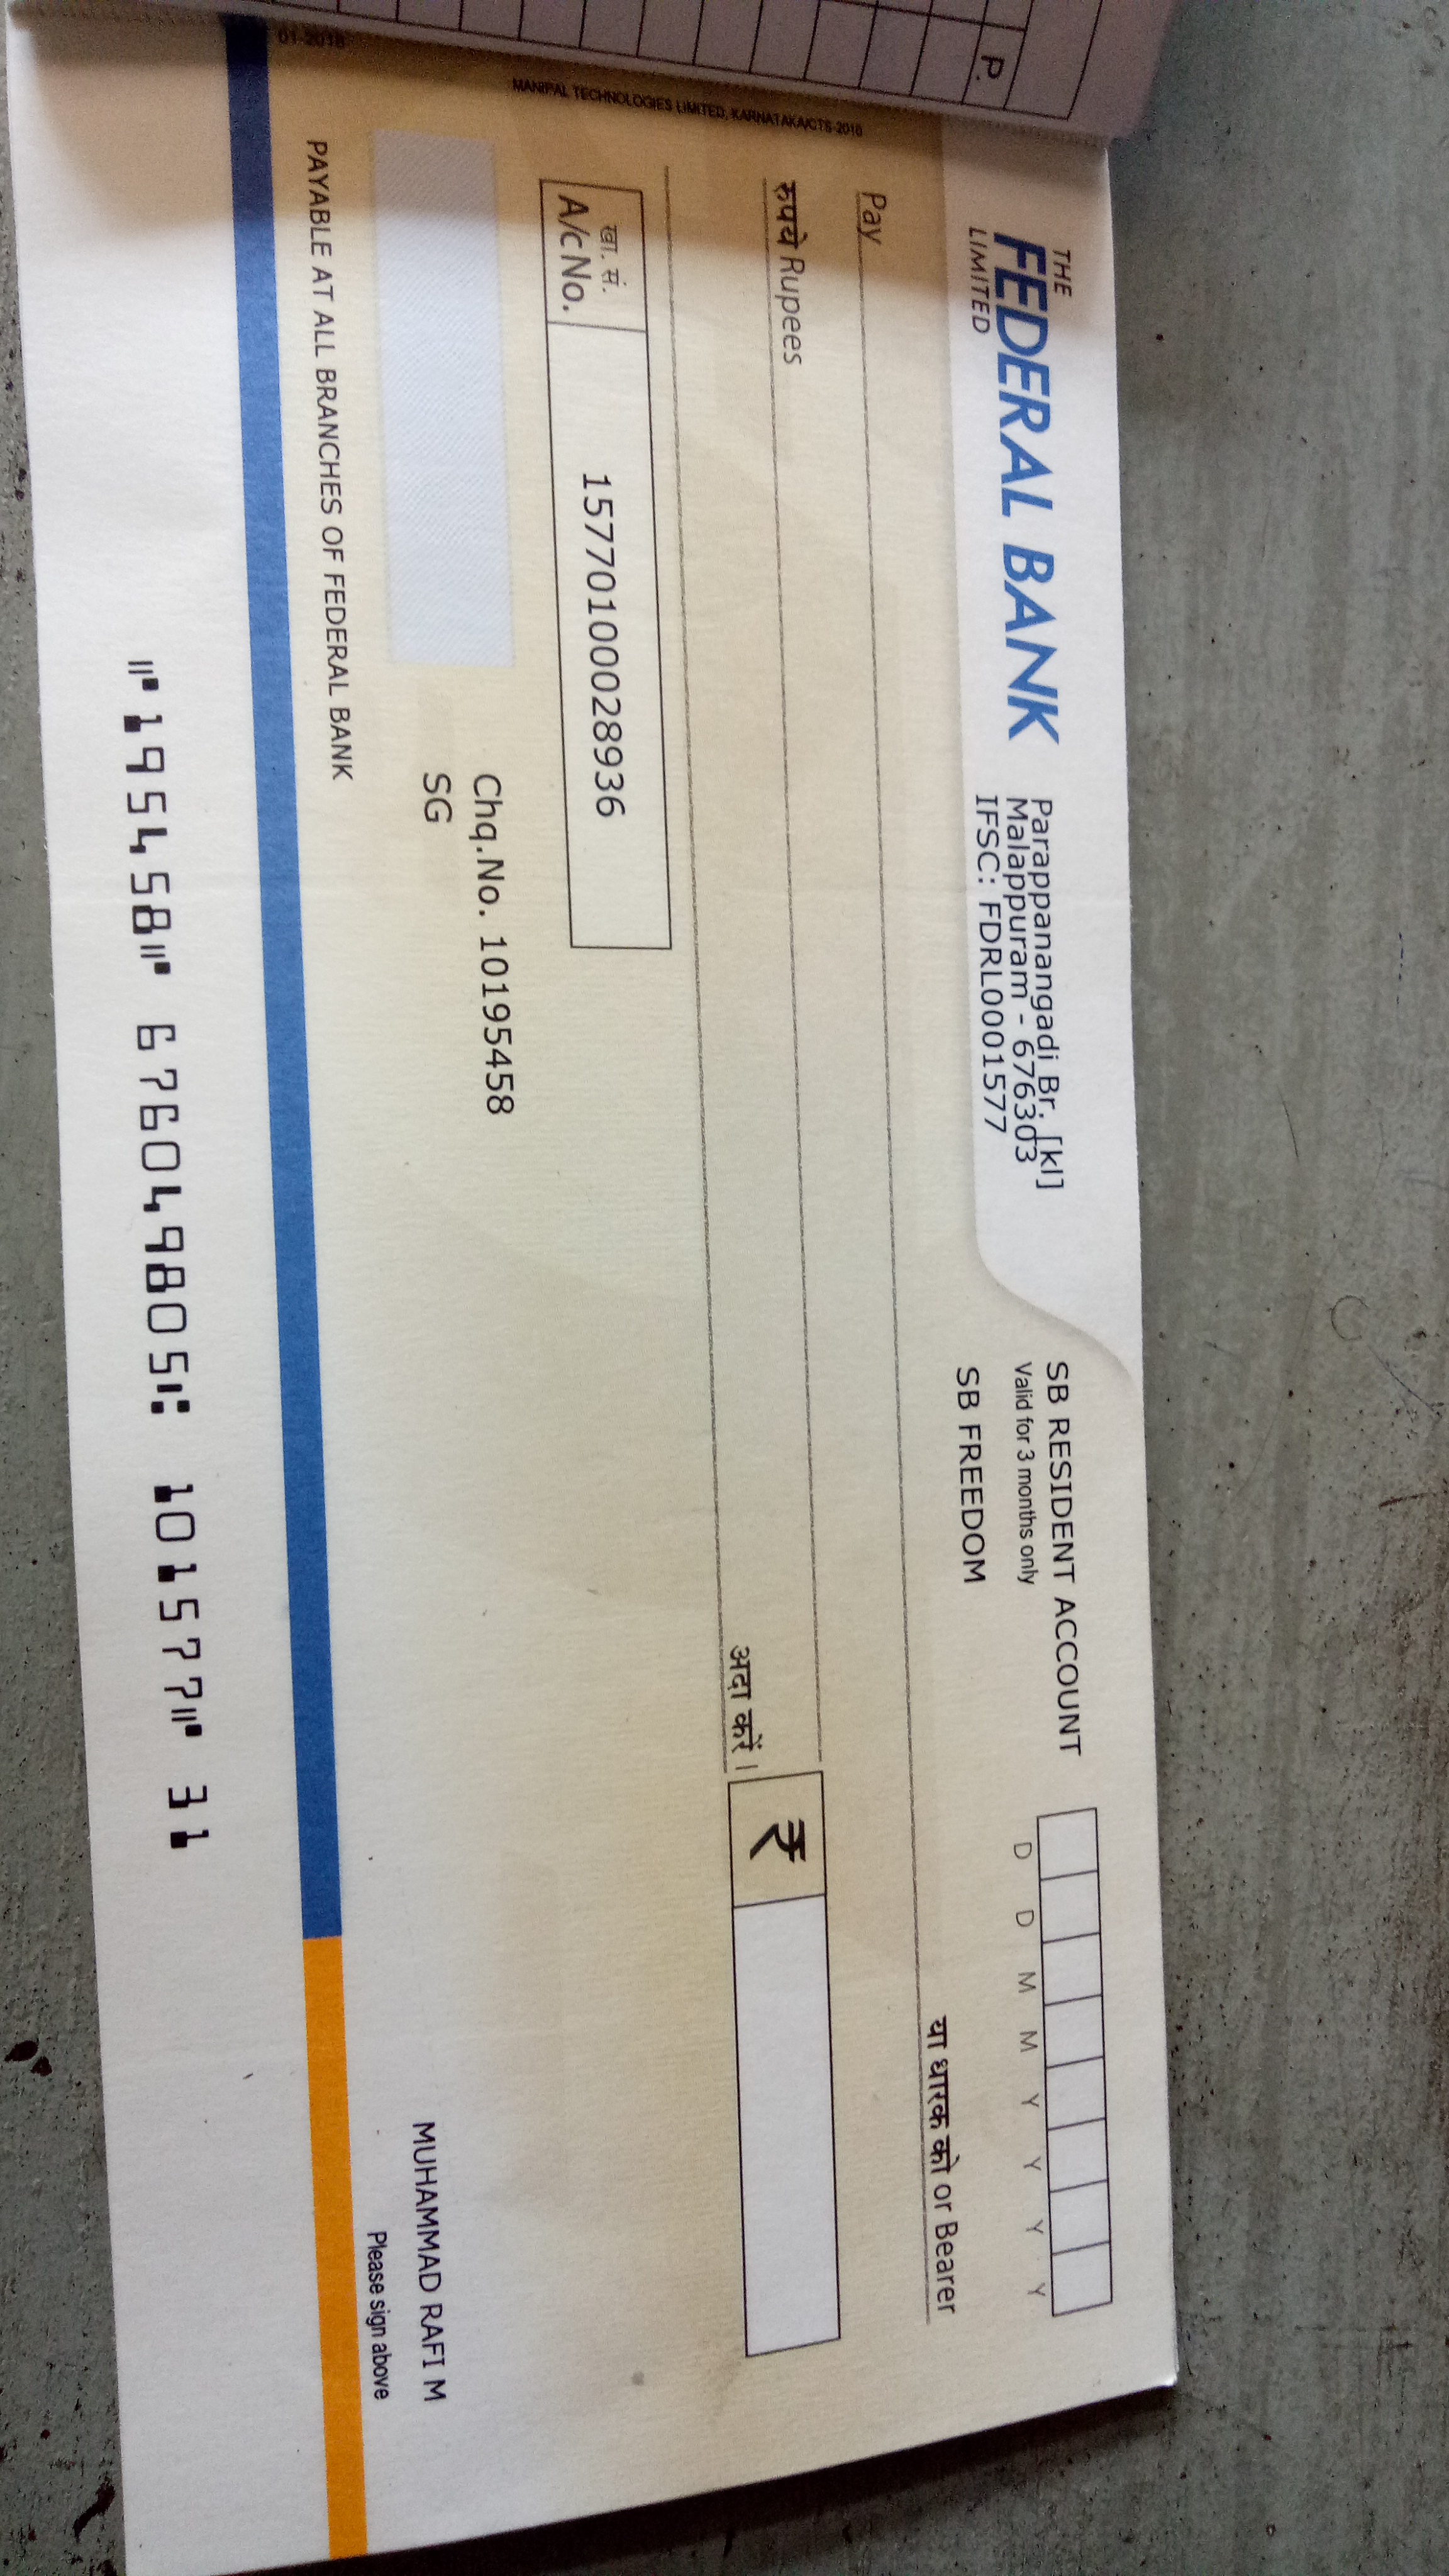 P.
THE
FEDERAL BANK
LIMITED
Parappanangadi Br. [kl]
Malappuram - 676303
IFSC: FDRL0001577
SB RESIDENT ACCOUNT
Valid for 3 months only
SB FREEDOM
D D M M Y Y Y Y
Pay
या धारक को or Bearer
रुपये Rupees
अदा करें।
₹
खा. सं.
A/c No.
15770100028936
Chq.No. 10195458
SG
MUHAMMAD RAFI M
Please sign above
PAYABLE AT ALL BRANCHES OF FEDERAL BANK
MANIPAL TECHNOLOGIES LIMITED, KARNATAKA/CTS-2010
01-2018
⑈195458⑈ 676049805⑆ 101577⑈ 31